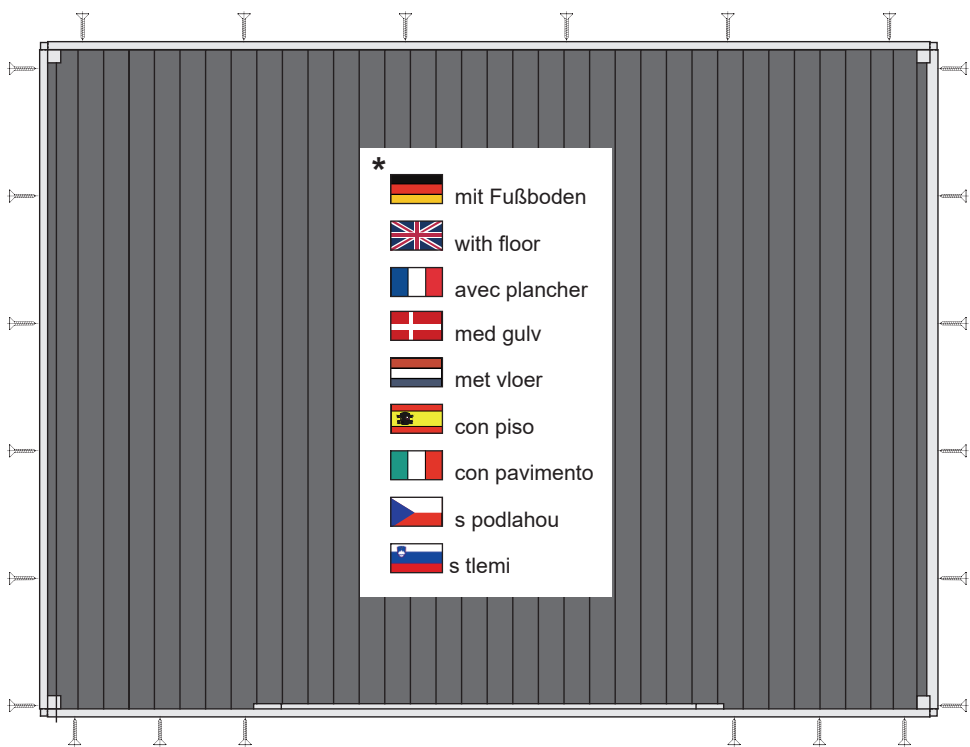 *
mit Fußboden
with floor
avec plancher
med gulv
met vloer
con piso
con pavimento
s podlahou
s tlemi